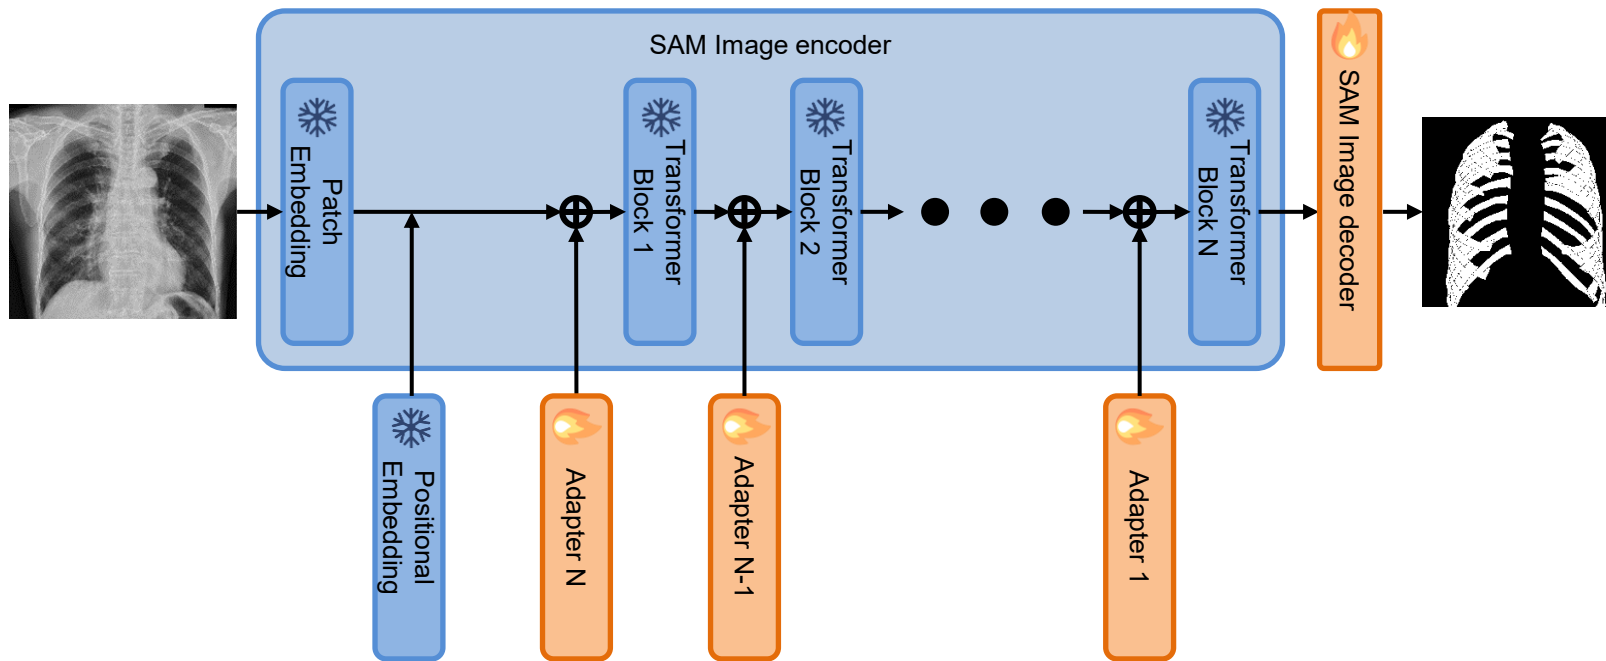 SAM Image encoder
Patch
Embedding
Transformer
Block 1
Transformer
Block 2
Transformer
Block N
SAM Image decoder
Positional
Embedding
Adapter N
Adapter N-1
Adapter 1